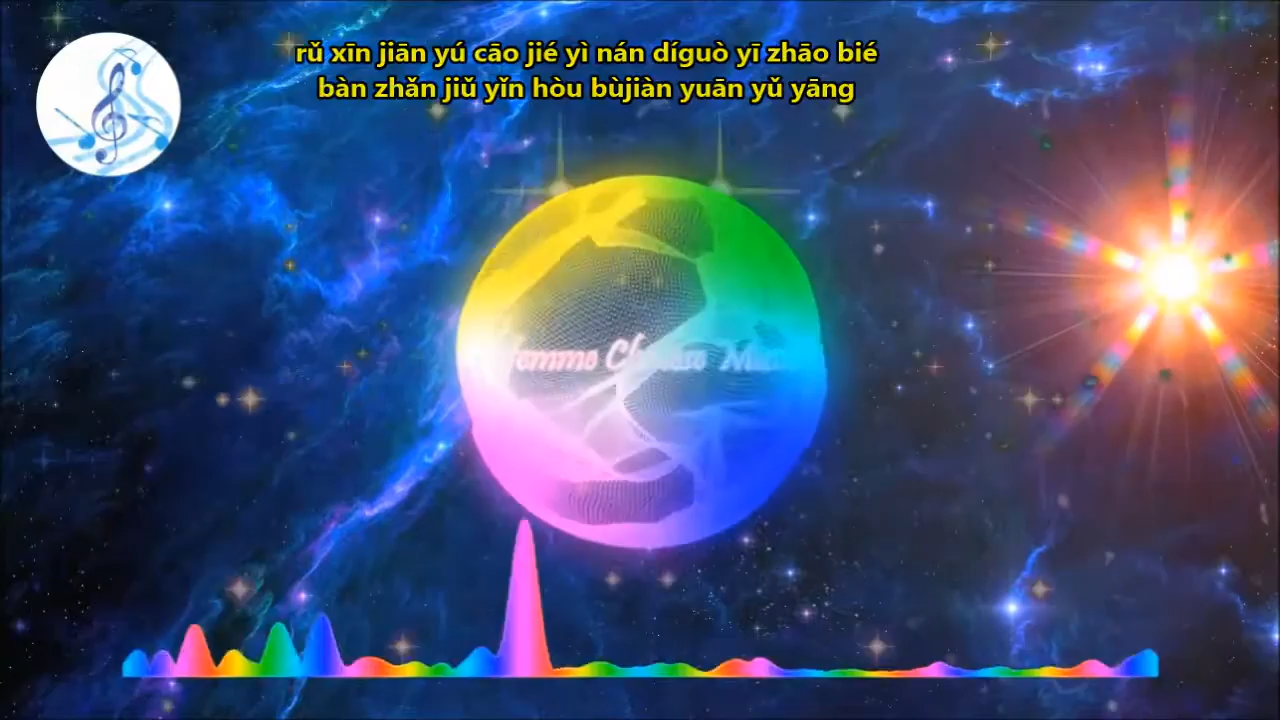 rǔ xīn jiān yú cāo jié yì nán díguò yī zhāo bié
bàn zhǎn jiǔ yǐn hòu bùjiàn yuān yǔ yāng